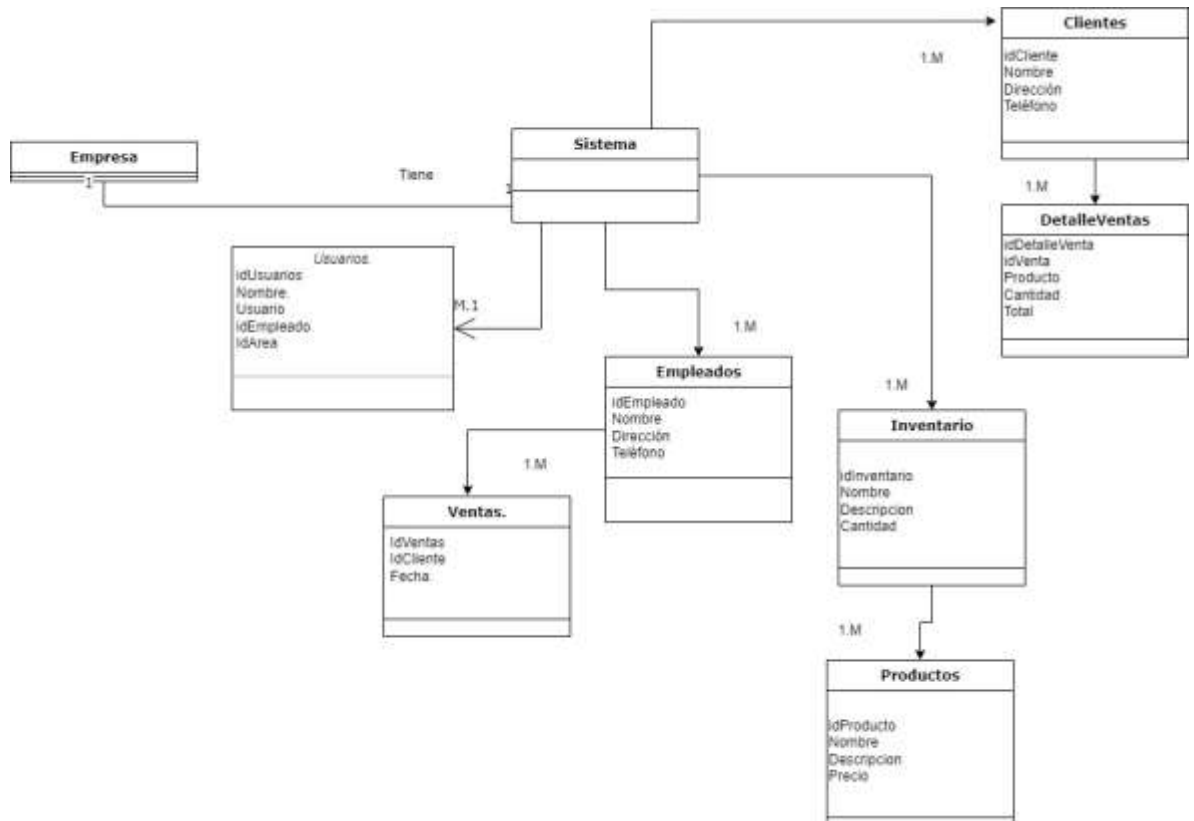 Clientes
1.M
idCliente
Nombre
Dirección
Teléfono
Sistema
Empresa
1
Tiene
1
1.M
DetalleVentas
idDetalleVenta
idVenta
Producto
Cantidad
Total
Usuarios.
idUsuarios
Nombre.
Usuario
idEmpleado
IdArea
M.1
1.M
Empleados
idEmpleado
Nombre
Dirección
Teléfono
1.M
Inventario
idInventario
Nombre
Descripcion
Cantidad
1.M
Ventas.
IdVentas
IdCliente
Fecha.
1.M
Productos
idProducto
Nombre
Descripcion
Precio